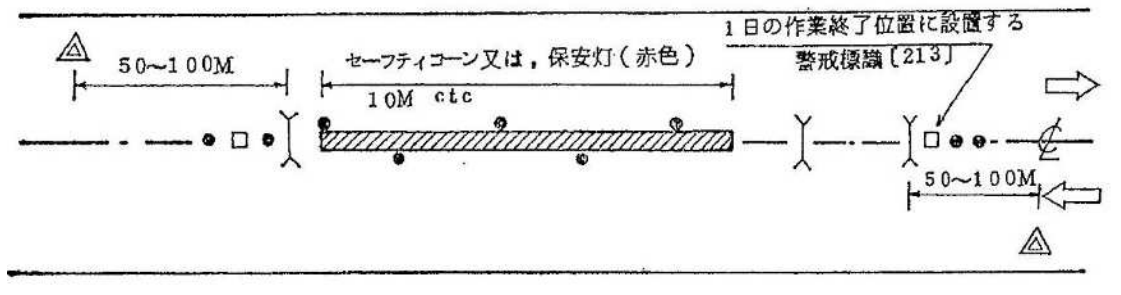 1日の作業終了位置に設置する
警戒標識〔213〕
セーフティコーン又は，保安灯(赤色)
50～100M
10M ctc
℄
50～100M